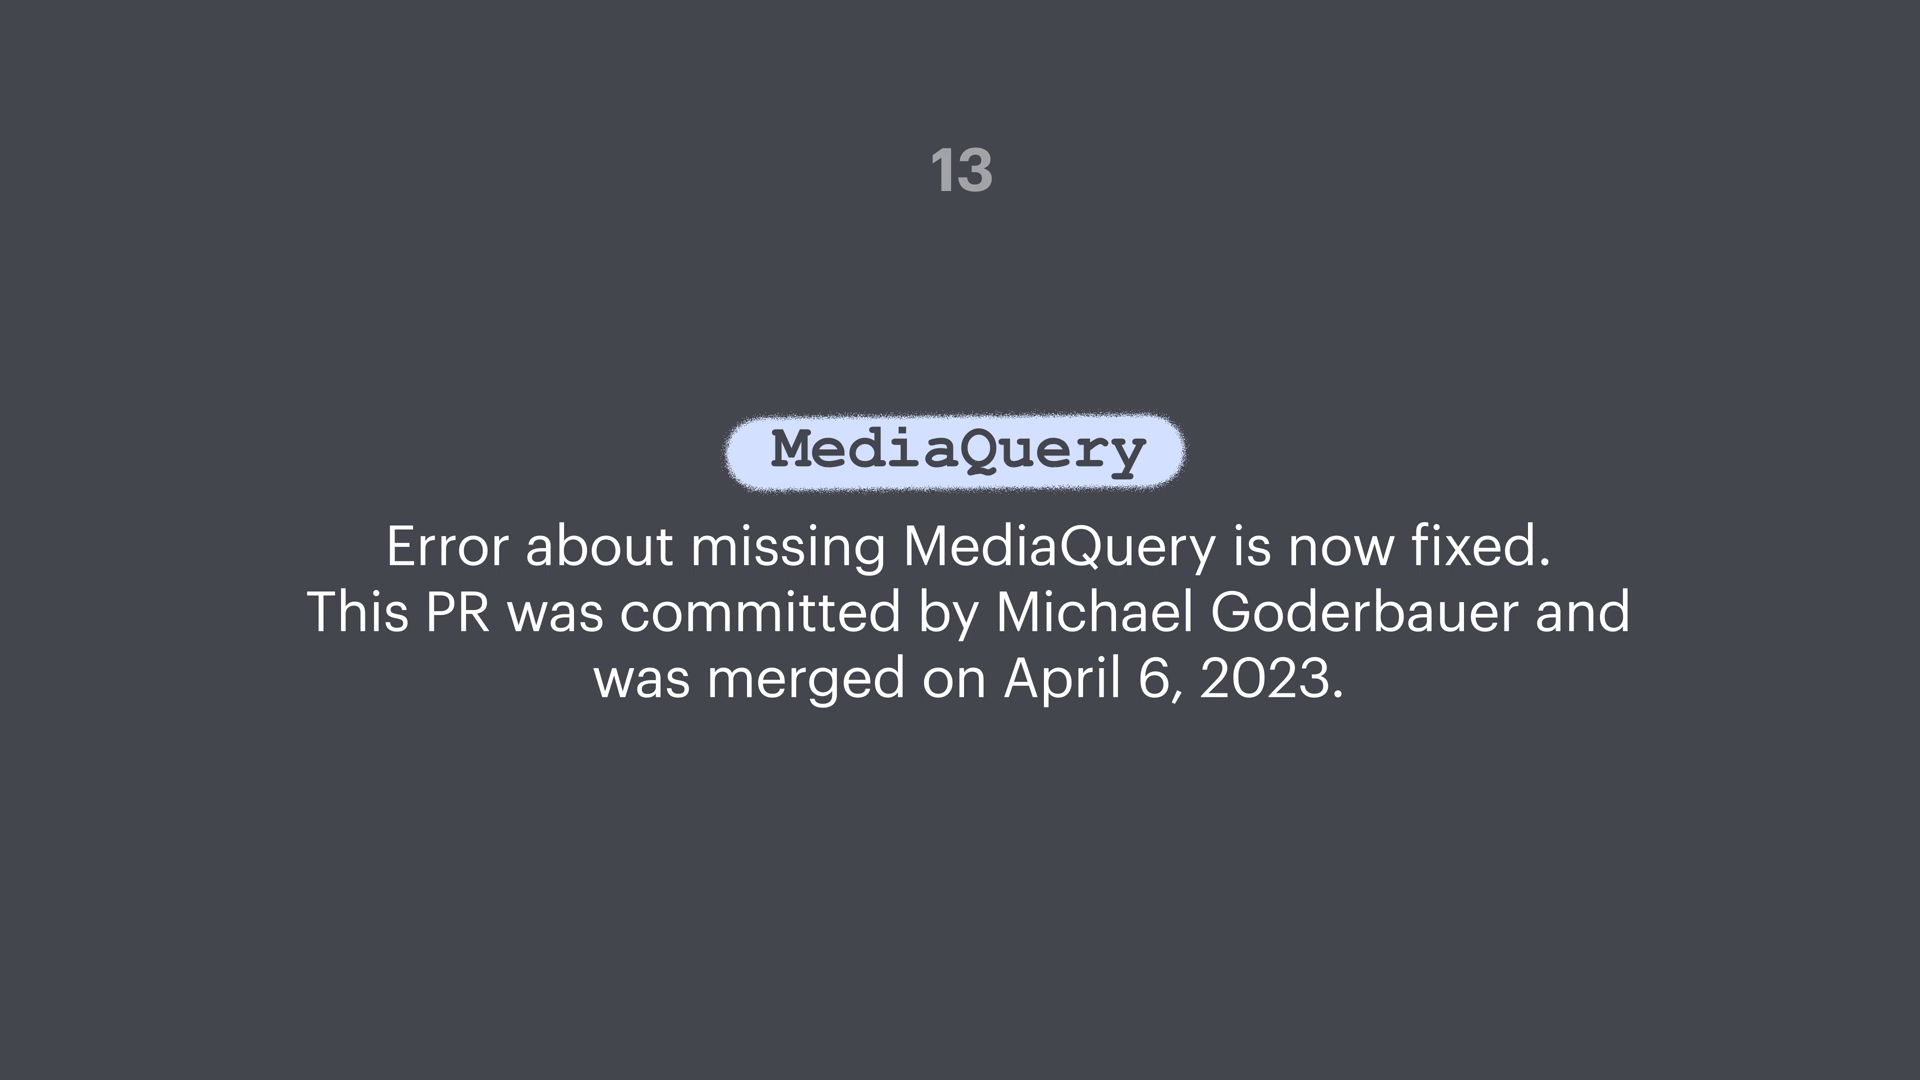 13
MediaQuery
Error about missing MediaQuery is now fixed.
This PR was committed by Michael Goderbauer and
was merged on April 6, 2023.